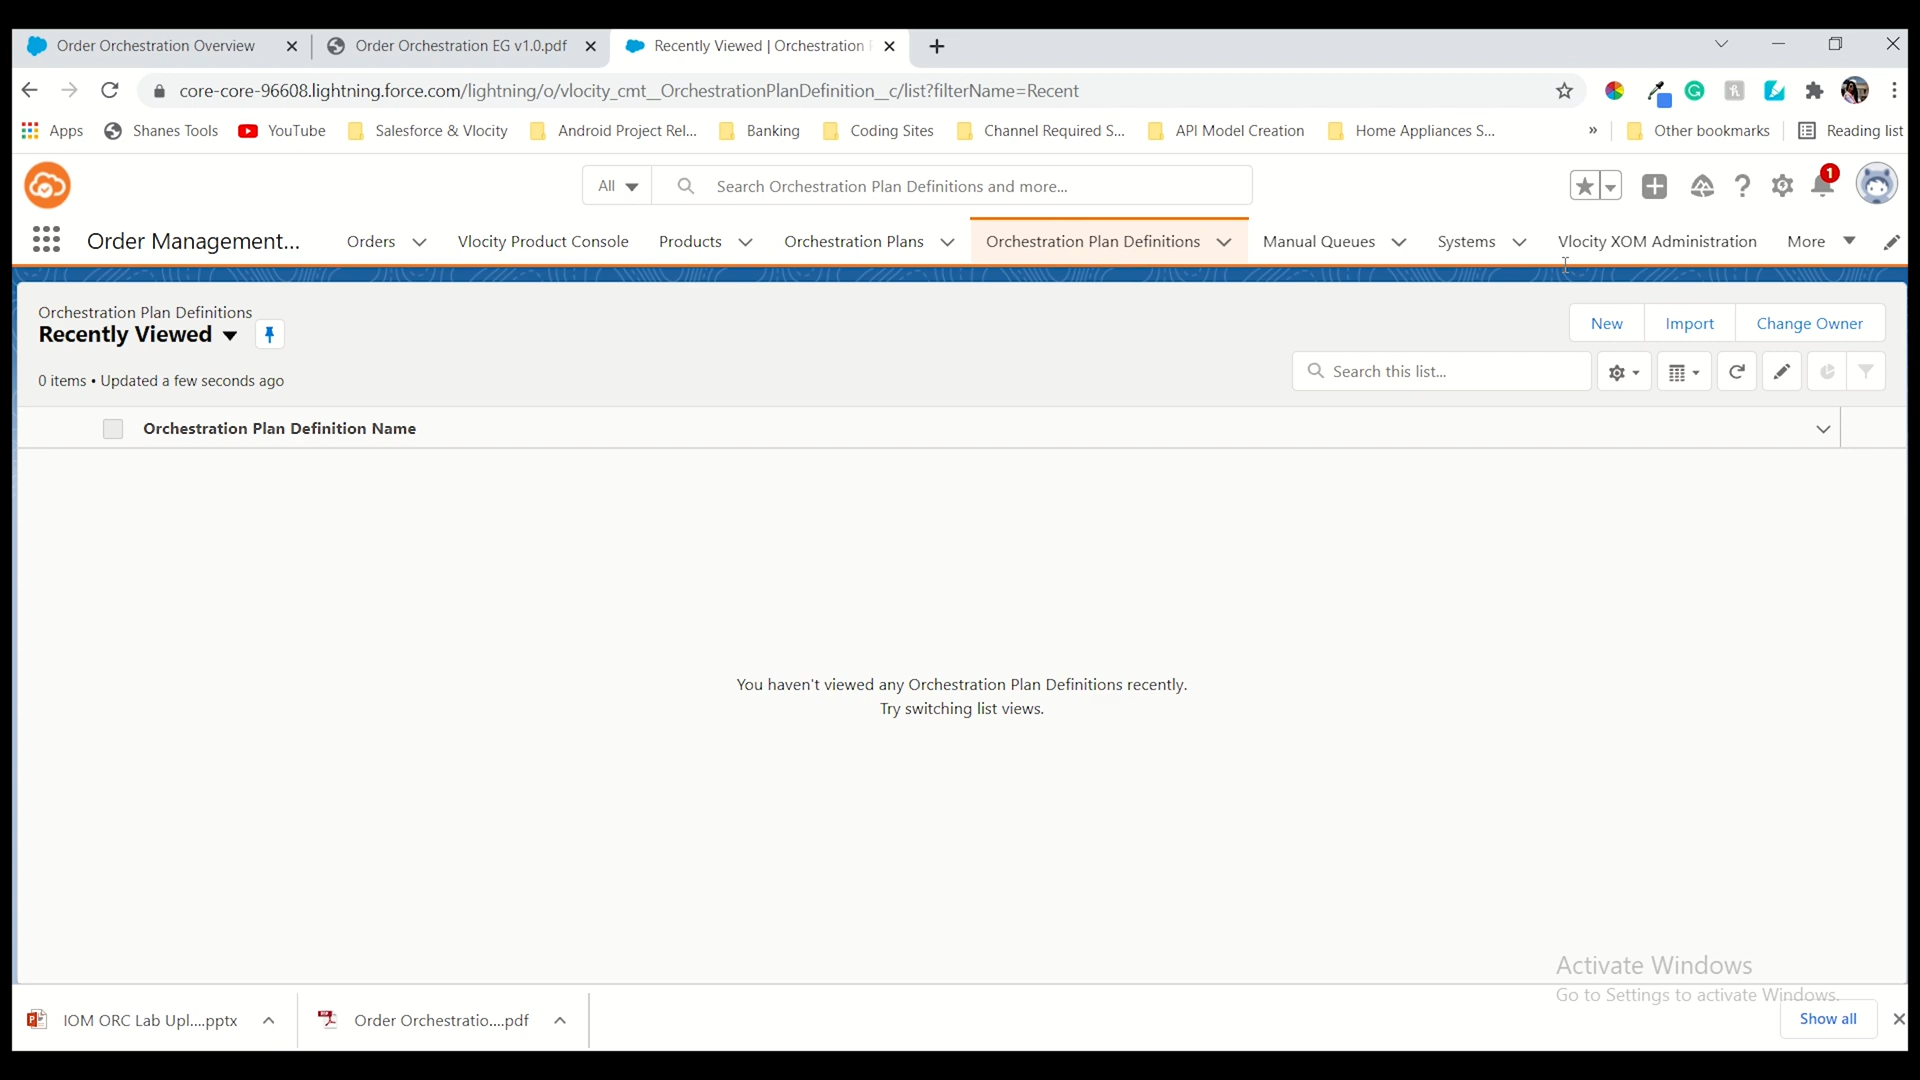 Order Orchestration Overview
Order Orchestration EG v1.0.pdf
Recently Viewed | Orchestration
core-core-96608.lightning.force.com/lightning/o/vlocity_cmt__OrchestrationPlanDefinition__c/list?filterName=Recent
Apps
Shanes Tools
YouTube
Salesforce & Vlocity
Android Project Rel...
Banking
Coding Sites
Channel Required S...
API Model Creation
Home Appliances S...
»
Other bookmarks
Reading list
All
Search Orchestration Plan Definitions and more...
1
Order Management...
Orders
Vlocity Product Console
Products
Orchestration Plans
Orchestration Plan Definitions
Manual Queues
Systems
Vlocity XOM Administration
More
Orchestration Plan Definitions
Recently Viewed
New
Import
Change Owner
0 items • Updated a few seconds ago
Search this list...
Orchestration Plan Definition Name
You haven't viewed any Orchestration Plan Definitions recently.
Try switching list views.
Activate Windows
Go to Settings to activate Windows.
IOM ORC Lab Upl....pptx
Order Orchestratio....pdf
Show all